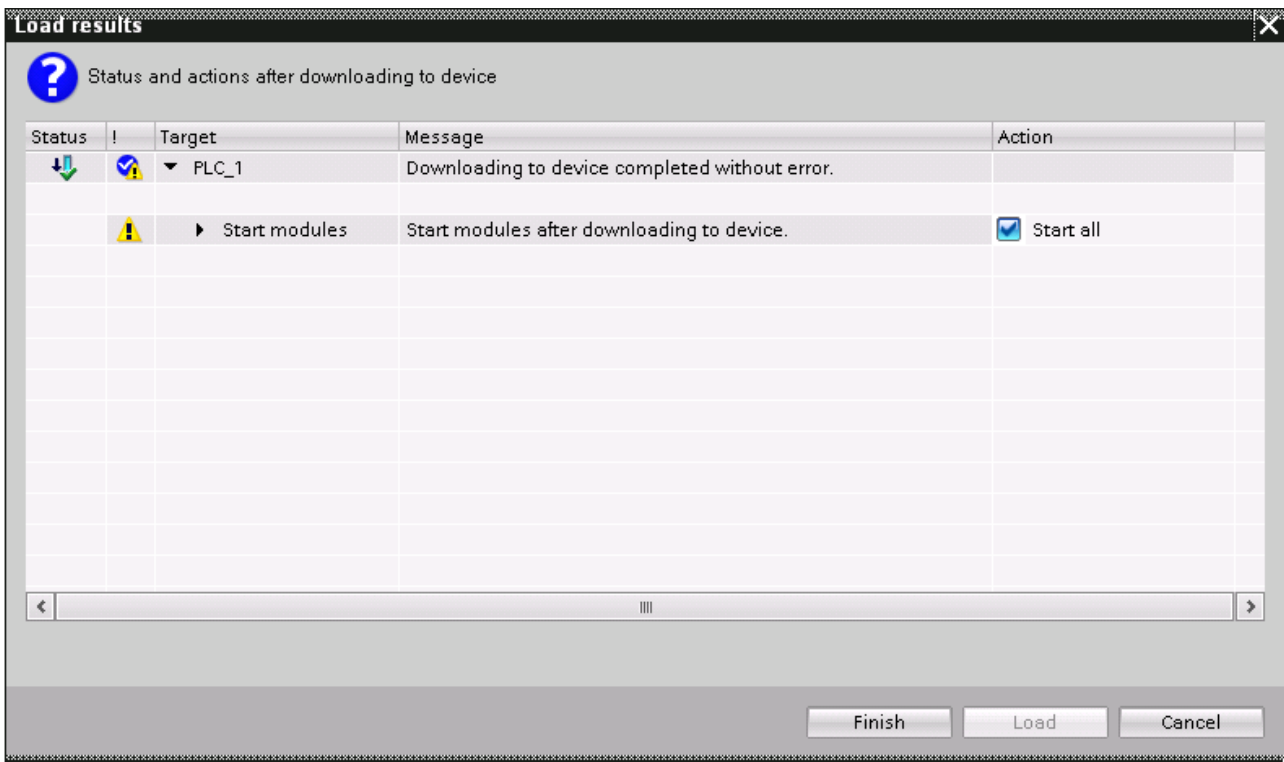 Load results
Status and actions after downloading to device
Status ! Target Message Action
PLC_1 Downloading to device completed without error.
Start modules Start modules after downloading to device. Start all
Finish Load Cancel